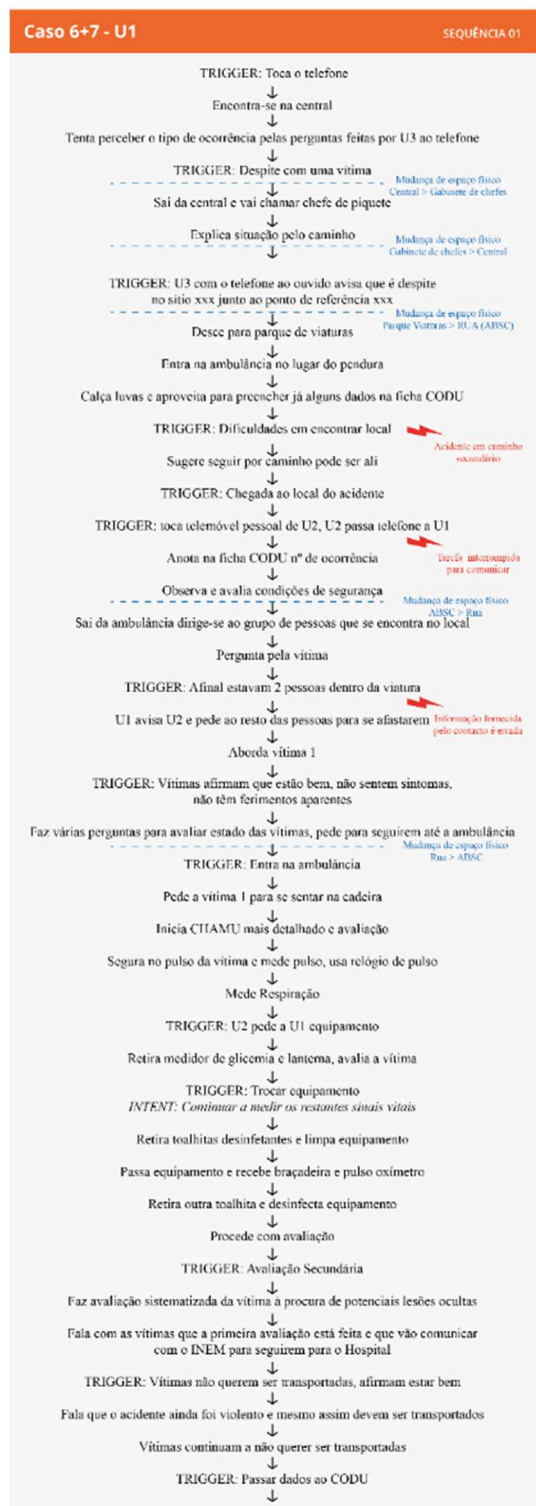 Caso 6+7 - U1
SEQUÊNCIA 01
TRIGGER: Toca o telefone
↓
Encontra-se na central
↓
Tenta perceber o tipo de ocorrência pelas perguntas feitas por U3 ao telefone
↓
TRIGGER: Despite com uma vítima
↓
Mudança de espaço físico
Central > Gabinete de chefes
Sai da central e vai chamar chefe de piquete
↓
Explica situação pelo caminho
↓
Mudança de espaço físico
Gabinete de chefes > Central
TRIGGER: U3 com o telefone ao ouvido avisa que é despite
no sitio xxx junto ao ponto de referência xxx
↓
Mudança de espaço físico
Parque Viaturas > RUA (ABSC)
Desce para parque de viaturas
↓
Entra na ambulância no lugar do pendura
↓
Calça luvas e aproveita para preencher já alguns dados na ficha CODU
↓
TRIGGER: Dificuldades em encontrar local
↓
Acidente em caminho
secundário
Sugere seguir por caminho pode ser ali
↓
TRIGGER: Chegada ao local do acidente
↓
TRIGGER: toca telemóvel pessoal de U2, U2 passa telefone a U1
↓
Anota na ficha CODU nº de ocorrência
Tarefa interrompida
para comunicar
↓
Observa e avalia condições de segurança
↓
Mudança de espaço físico
ABSC > Rua
Sai da ambulância dirige-se ao grupo de pessoas que se encontra no local
↓
Pergunta pela vítima
↓
TRIGGER: Afinal estavam 2 pessoas dentro da viatura
↓
U1 avisa U2 e pede ao resto das pessoas para se afastarem
Informação fornecida
pelo contacto é errada
↓
Aborda vítima 1
↓
TRIGGER: Vítimas afirmam que estão bem, não sentem sintomas,
não têm ferimentos aparentes
↓
Faz várias perguntas para avaliar estado das vítimas, pede para seguirem até a ambulância
↓
Mudança de espaço físico
Rua > ABSC
TRIGGER: Entra na ambulância
↓
Pede a vítima 1 para se sentar na cadeira
↓
Inicia CHAMU mais detalhado e avaliação
↓
Segura no pulso da vítima e mede pulso, usa relógio de pulso
↓
Mede Respiração
↓
TRIGGER: U2 pede a U1 equipamento
↓
Retira medidor de glicemia e lanterna, avalia a vítima
↓
TRIGGER: Trocar equipamento
INTENT: Continuar a medir os restantes sinais vitais
↓
Retira toalhitas desinfetantes e limpa equipamento
↓
Passa equipamento e recebe braçadeira e pulso oxímetro
↓
Retira outra toalhita e desinfecta equipamento
↓
Procede com avaliação
↓
TRIGGER: Avaliação Secundária
↓
Faz avaliação sistematizada da vítima à procura de potenciais lesões ocultas
↓
Fala com as vítimas que a primeira avaliação está feita e que vão comunicar
com o INEM para seguirem para o Hospital
↓
TRIGGER: Vítimas não querem ser transportadas, afirmam estar bem
↓
Fala que o acidente ainda foi violento e mesmo assim devem ser transportados
↓
Vítimas continuam a não querer ser transportadas
↓
TRIGGER: Passar dados ao CODU
↓